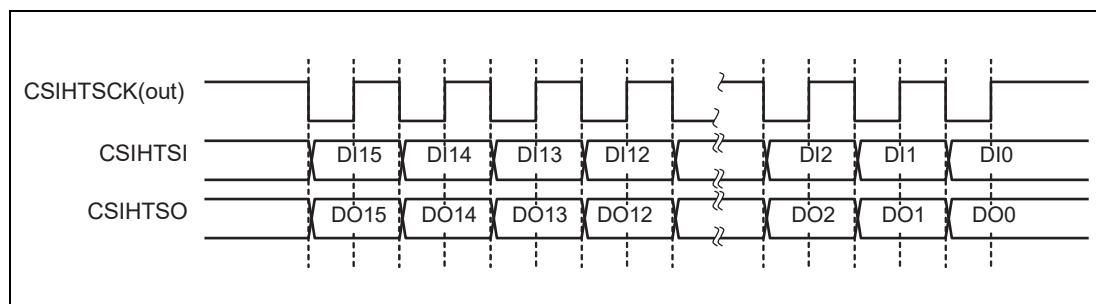 CSIHTSCK(out)
CSIHTSI DI15 DI14 DI13 DI12 DI2 DI1 DI0
CSIHTSO DO15 DO14 DO13 DO12 DO2 DO1 DO0